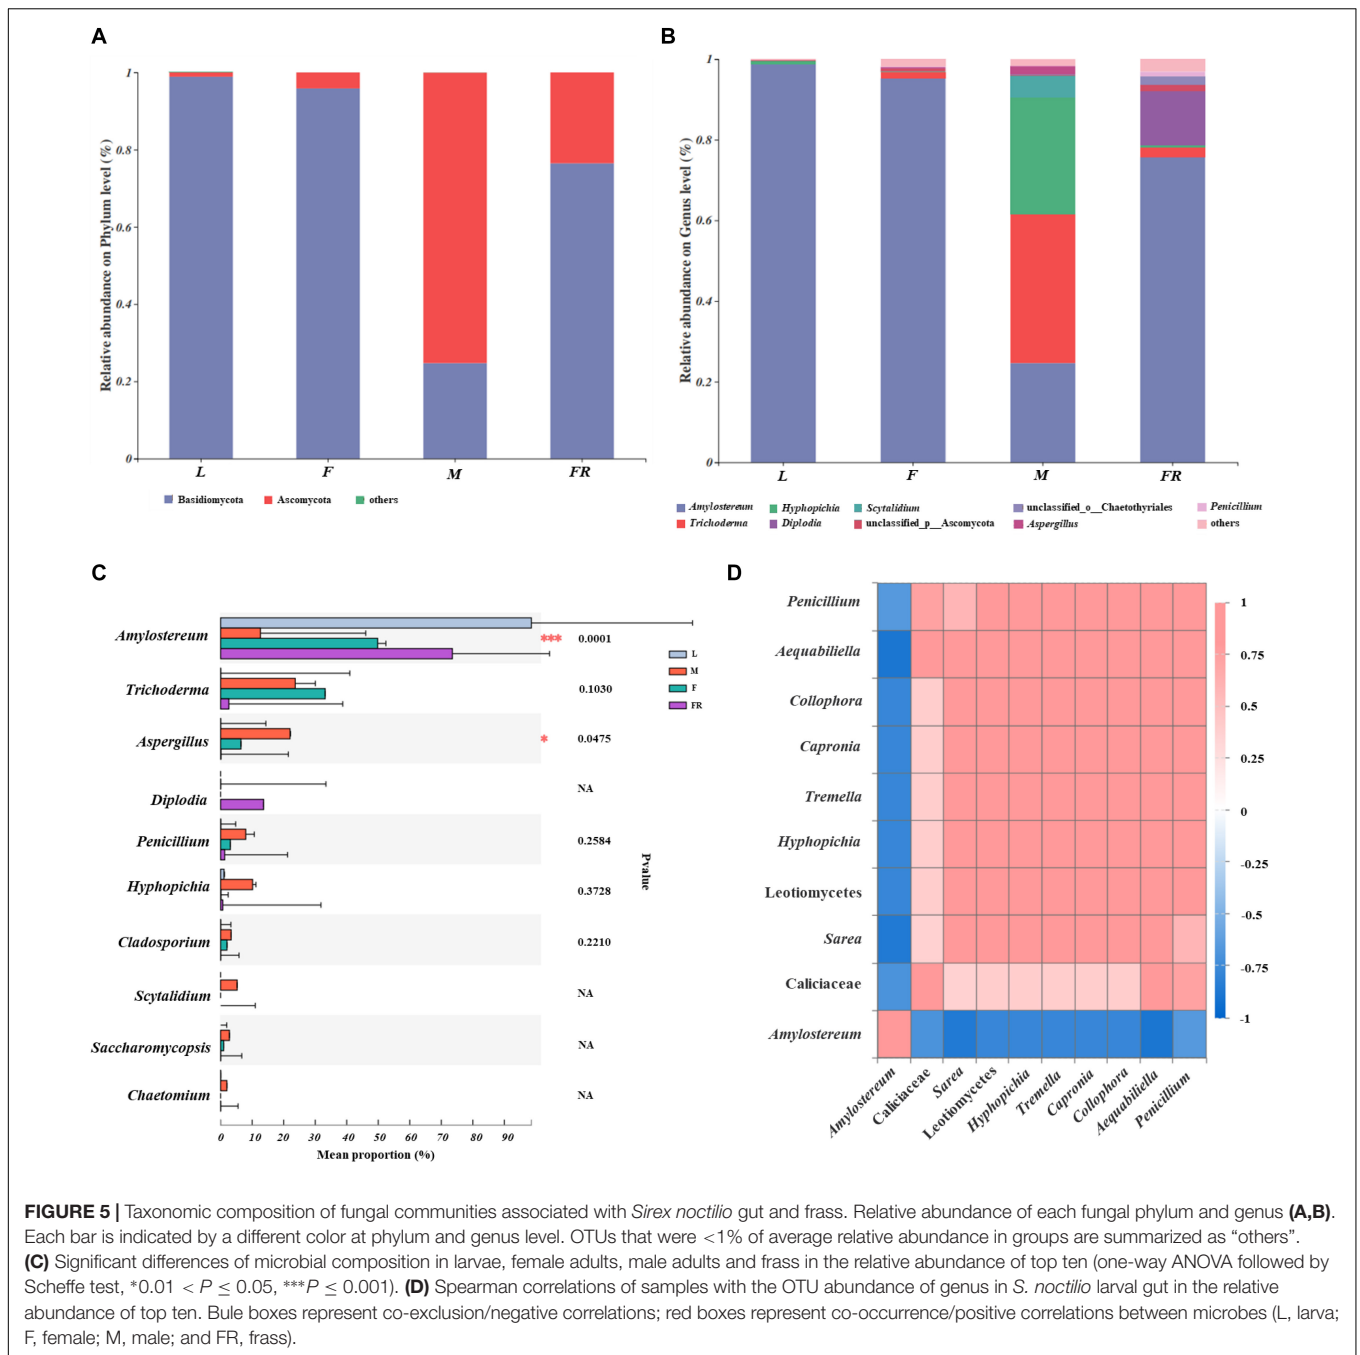 A
Relative abundance on Phylum level (%)
1
0.8
0.6
0.4
0.2
0
L F M FR
Basidiomycota Ascomycota others
B
Relative abundance on Genus level (%)
1
0.8
0.6
0.4
0.2
0
L F M FR
Amylostereum Hyphopichia Scytalidium unclassified_o__Chaetothyriales Penicillium
Trichoderma Diplodia unclassified_p__Ascomycota Aspergillus others
C
Amylostereum *** 0.0001
Trichoderma 0.1030
Aspergillus * 0.0475
Diplodia NA
Penicillium 0.2584
Hyphopichia 0.3728
Cladosporium 0.2210
Scytalidium NA
Saccharomycopsis NA
Chaetomium NA
0 10 20 30 40 50 60 70 80 90
Mean proportion (%)
L
M
F
FR
Pvalue
D
Penicillium
Aequabiliella
Collophora
Capronia
Tremella
Hyphopichia
Leotiomycetes
Sarea
Caliciaceae
Amylostereum
Amylostereum Caliciaceae Sarea Leotiomycetes Hyphopichia Tremella Capronia Collophora Aequabiliella Penicillium
1
0.75
0.5
0.25
0
-0.25
-0.5
-0.75
-1
FIGURE 5 | Taxonomic composition of fungal communities associated with Sirex noctilio gut and frass. Relative abundance of each fungal phylum and genus (A,B).
Each bar is indicated by a different color at phylum and genus level. OTUs that were <1% of average relative abundance in groups are summarized as “others”.
(C) Significant differences of microbial composition in larvae, female adults, male adults and frass in the relative abundance of top ten (one-way ANOVA followed by
Scheffe test, *0.01 < P ≤ 0.05, ***P ≤ 0.001). (D) Spearman correlations of samples with the OTU abundance of genus in S. noctilio larval gut in the relative
abundance of top ten. Bule boxes represent co-exclusion/negative correlations; red boxes represent co-occurrence/positive correlations between microbes (L, larva;
F, female; M, male; and FR, frass).